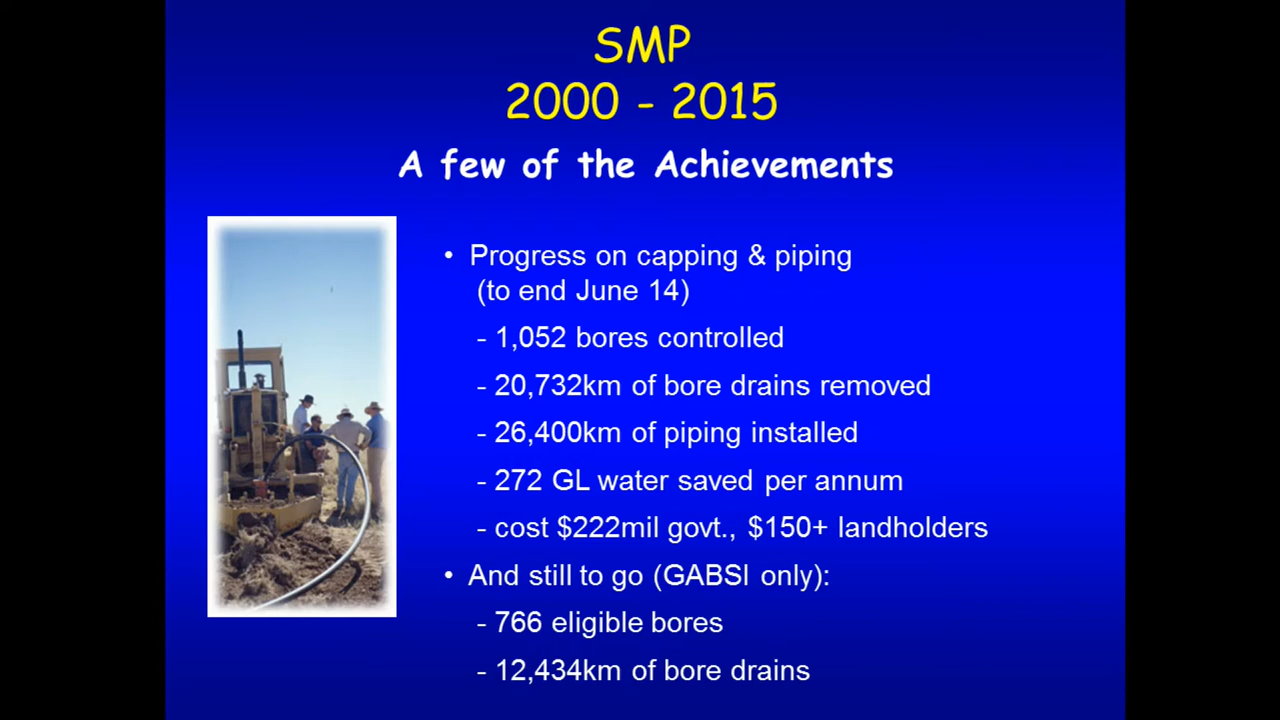 SMP
2000 - 2015
A few of the Achievements
• Progress on capping & piping
(to end June 14)
- 1,052 bores controlled
- 20,732km of bore drains removed
- 26,400km of piping installed
- 272 GL water saved per annum
- cost $222mil govt., $150+ landholders
• And still to go (GABSI only):
- 766 eligible bores
- 12,434km of bore drains